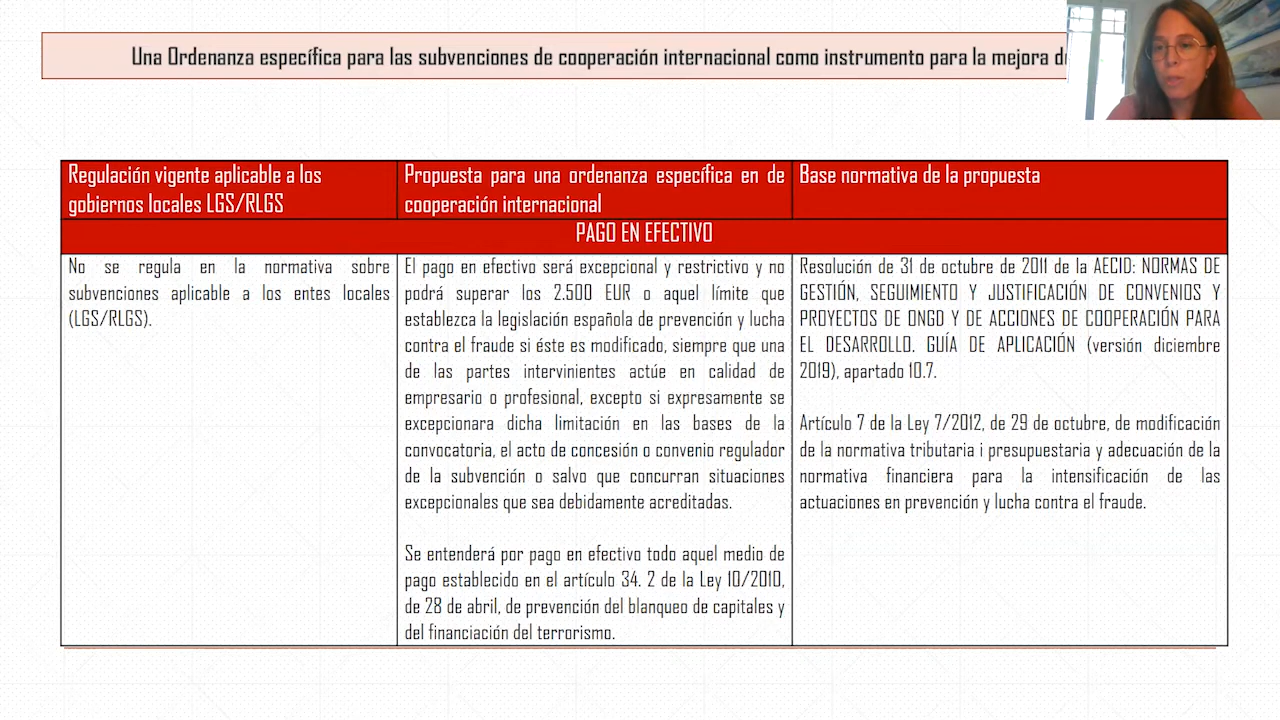 Una Ordenanza específica para las subvenciones de cooperación internacional como instrumento para la mejora
Regulación vigente aplicable a los
gobiernos locales LGS/RLGS
Propuesta para una ordenanza específica en de
cooperación internacional
Base normativa de la propuesta
PAGO EN EFECTIVO
No se regula en la normativa sobre
subvenciones aplicable a los entes locales
(LGS/RLGS).
El pago en efectivo será excepcional y restrictivo y no
podrá superar los 2.500 EUR o aquel límite que
establezca la legislación española de prevención y lucha
contra el fraude si éste es modificado, siempre que una
de las partes intervinientes actúe en calidad de
empresario o profesional, excepto si expresamente se
excepcionara dicha limitación en las bases de la
convocatoria, el acto de concesión o convenio regulador
de la subvención o salvo que concurran situaciones
excepcionales que sea debidamente acreditadas.
Se entenderá por pago en efectivo todo aquel medio de
pago establecido en el artículo 34. 2 de la Ley 10/2010,
de 28 de abril, de prevención del blanqueo de capitales y
del financiación del terrorismo.
Resolución de 31 de octubre de 2011 de la AECID: NORMAS DE
GESTIÓN, SEGUIMIENTO Y JUSTIFICACIÓN DE CONVENIOS Y
PROYECTOS DE ONGD Y DE ACCIONES DE COOPERACIÓN PARA
EL DESARROLLO. GUÍA DE APLICACIÓN (versión diciembre
2019), apartado 10.7.
Artículo 7 de la Ley 7/2012, de 29 de octubre, de modificación
de la normativa tributaria i presupuestaria y adecuación de la
normativa financiera para la intensificación de las
actuaciones en prevención y lucha contra el fraude.